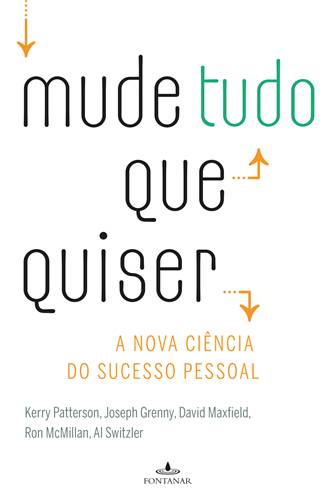 mude tudo
que
quiser
A NOVA CIÊNCIA
DO SUCESSO PESSOAL
Kerry Patterson, Joseph Grenny, David Maxfield,
Ron McMillan, Al Switzler
FONTANAR